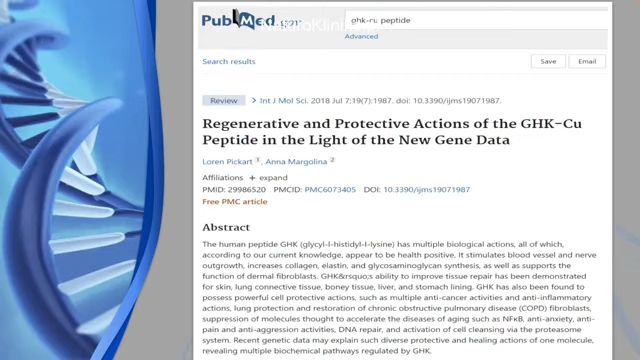 PubMed.gov
NaturoKlinik
ghk-cu peptide
Advanced
Search results
Save
Email
Review
Int J Mol Sci. 2018 Jul 7;19(7):1987. doi: 10.3390/ijms19071987.
Regenerative and Protective Actions of the GHK-Cu
Peptide in the Light of the New Gene Data
Loren Pickart 1, Anna Margolina 2
Affiliations + expand
PMID: 29986520 PMCID: PMC6073405 DOI: 10.3390/ijms19071987
Free PMC article
Abstract
The human peptide GHK (glycyl-l-histidyl-l-lysine) has multiple biological actions, all of which,
according to our current knowledge, appear to be health positive. It stimulates blood vessel and nerve
outgrowth, increases collagen, elastin, and glycosaminoglycan synthesis, as well as supports the
function of dermal fibroblasts. GHK&rsquo;s ability to improve tissue repair has been demonstrated
for skin, lung connective tissue, boney tissue, liver, and stomach lining. GHK has also been found to
possess powerful cell protective actions, such as multiple anti-cancer activities and anti-inflammatory
actions, lung protection and restoration of chronic obstructive pulmonary disease (COPD) fibroblasts,
suppression of molecules thought to accelerate the diseases of aging such as NFκB, anti-anxiety, anti-
pain and anti-aggression activities, DNA repair, and activation of cell cleansing via the proteasome
system. Recent genetic data may explain such diverse protective and healing actions of one molecule,
revealing multiple biochemical pathways regulated by GHK.